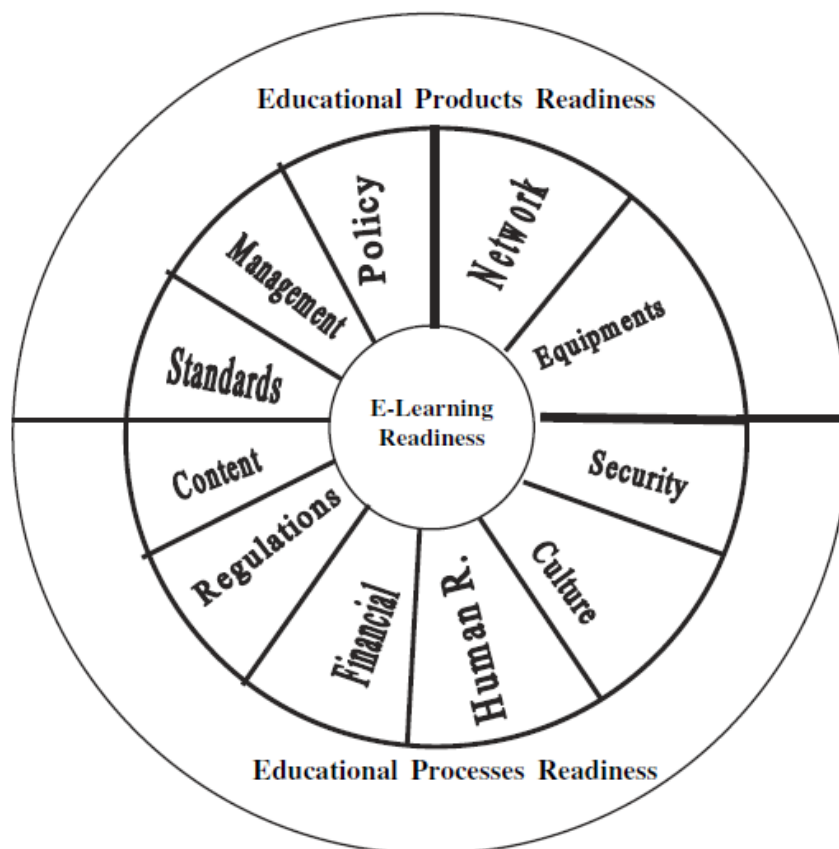 Educational Products Readiness
Policy
Network
Management
Equipments
Standards
E-Learning
Readiness
Content
Security
Regulations
Culture
Financial
Human R.
Educational Processes Readiness